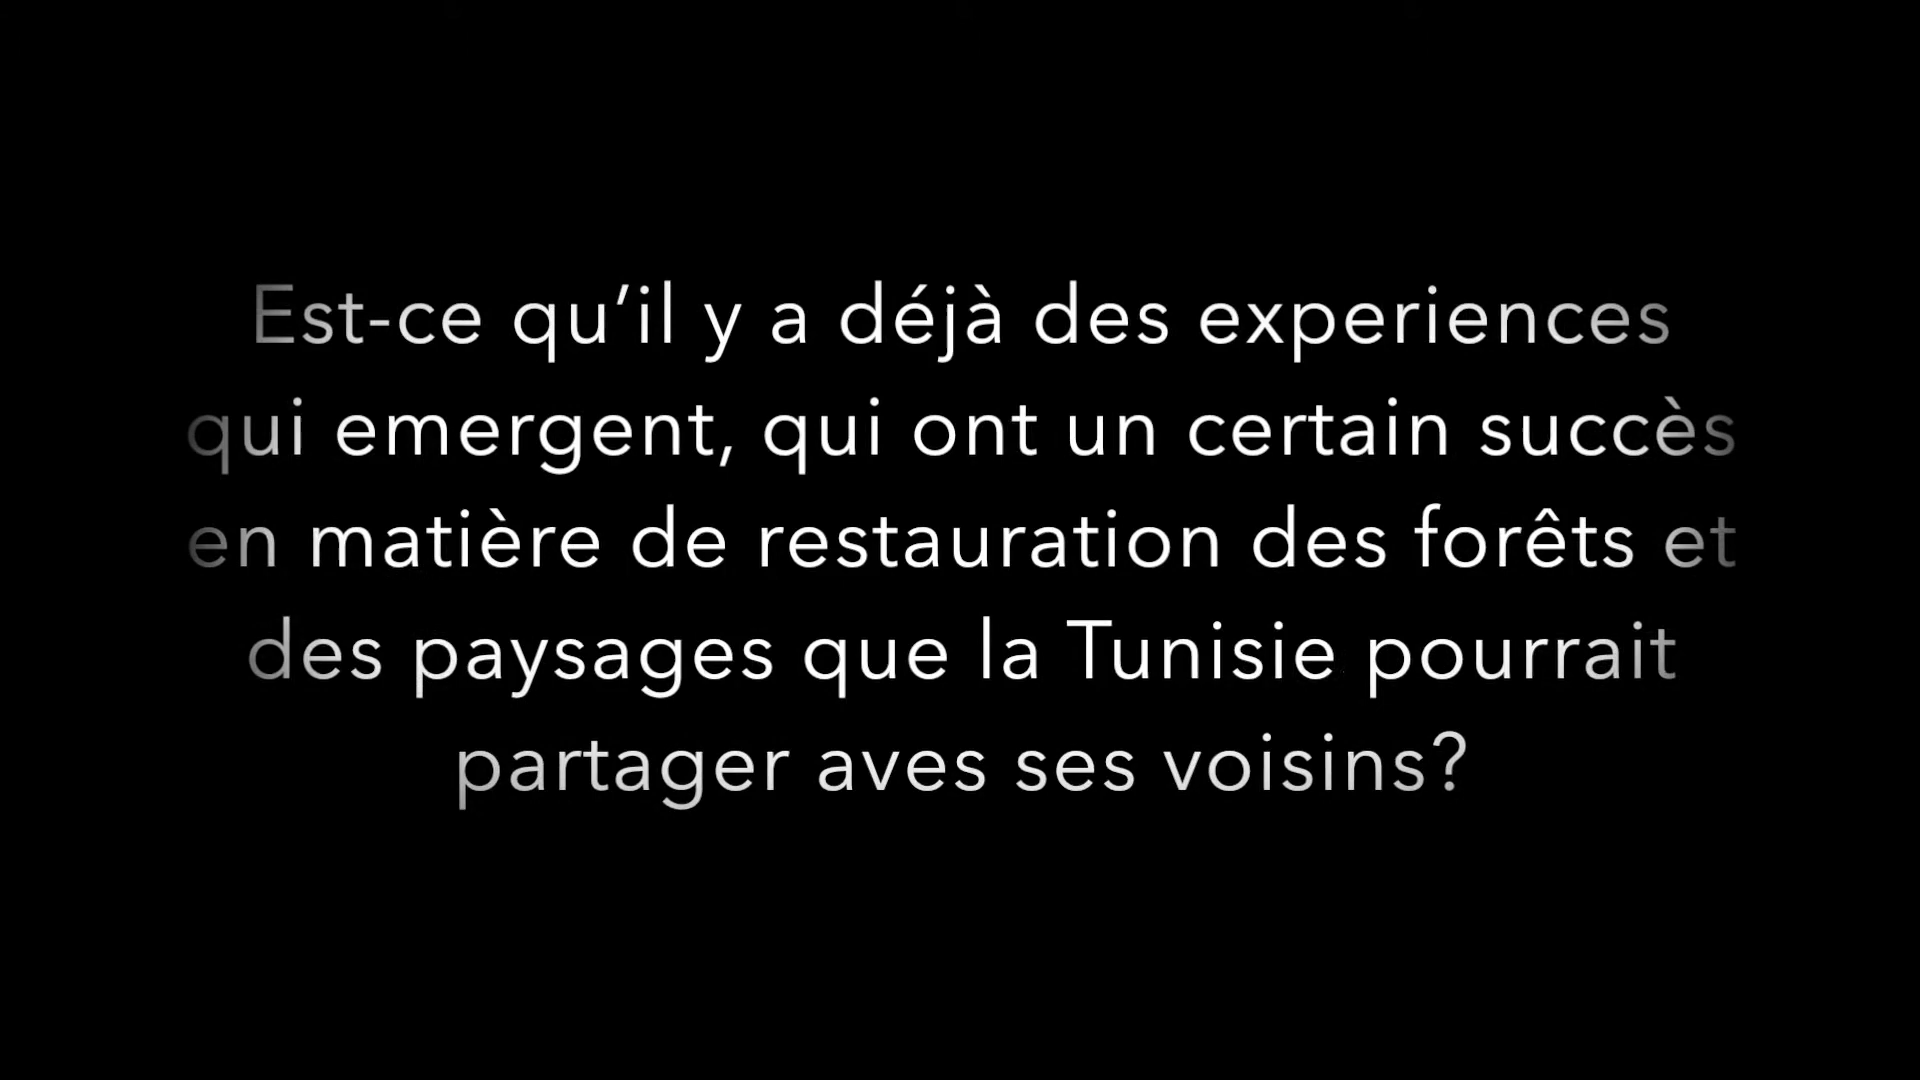 Est-ce qu’il y a déjà des experiences
qui emergent, qui ont un certain succès
en matière de restauration des forêts et
des paysages que la Tunisie pourrait
partager aves ses voisins?